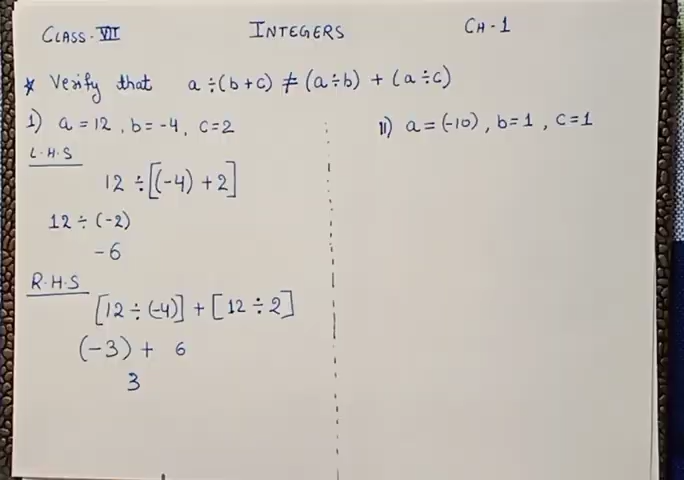 CLASS-VII INTEGERS CH-1
* Verify that a ÷ (b + c) ≠ (a ÷ b) + (a ÷ c)
1) a = 12 , b = -4 , c = 2
L.H.S
12 ÷ [(-4) + 2]
12 ÷ (-2)
-6
R.H.S
[12 ÷ (-4)] + [12 ÷ 2]
(-3) + 6
3
II) a = (-10) , b = 1 , c = 1